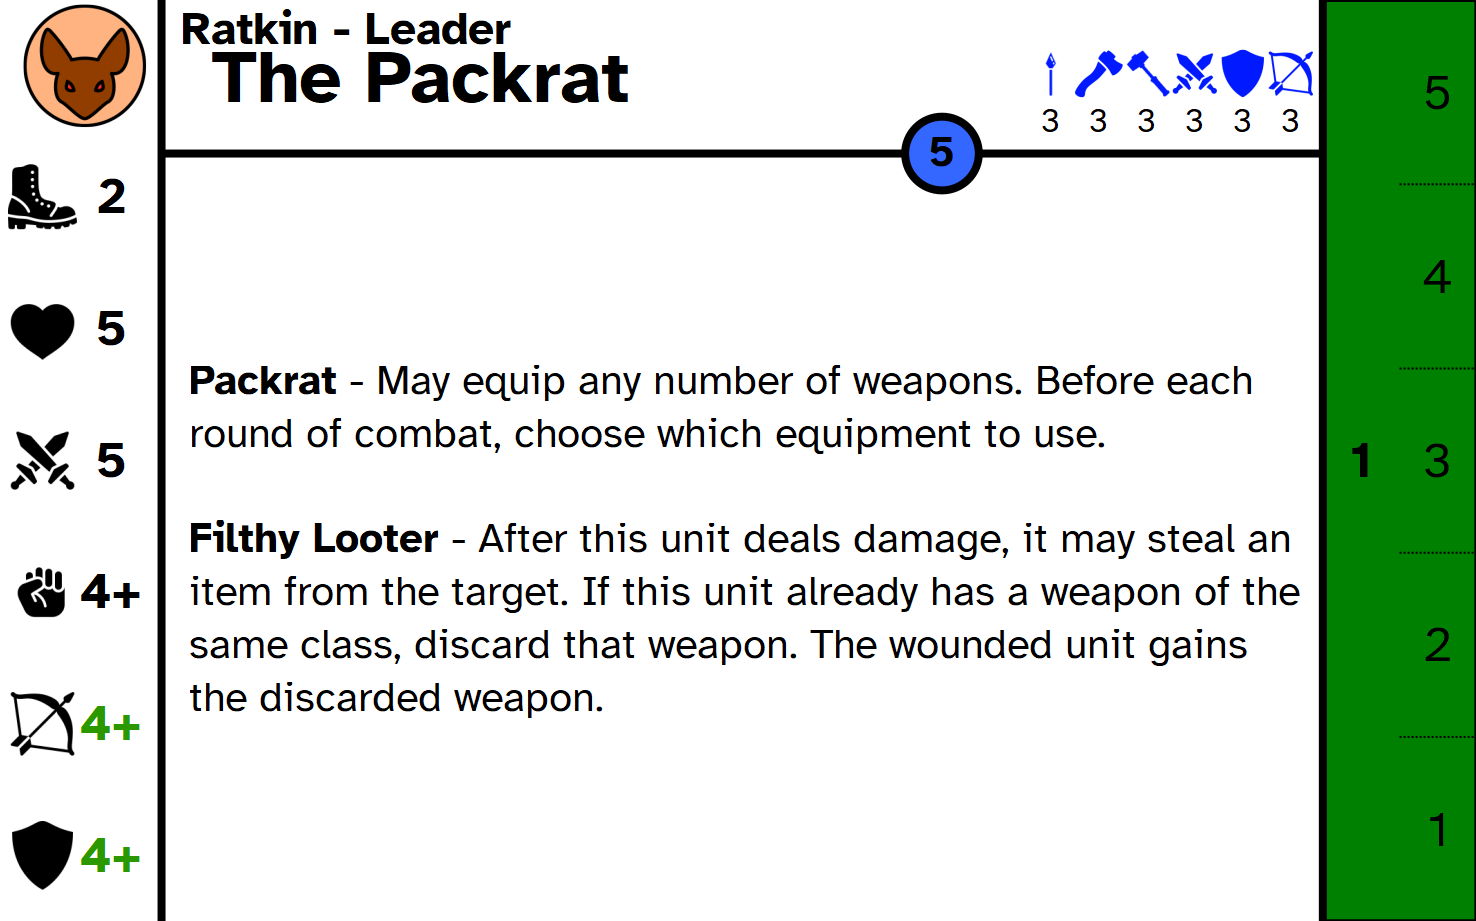 Ratkin - Leader
The Packrat
3 3 3 3 3 3
5
2
5
5
4+
4+
4+
Packrat - May equip any number of weapons. Before each
round of combat, choose which equipment to use.
Filthy Looter - After this unit deals damage, it may steal an
item from the target. If this unit already has a weapon of the
same class, discard that weapon. The wounded unit gains
the discarded weapon.
5
4
1 3
2
1